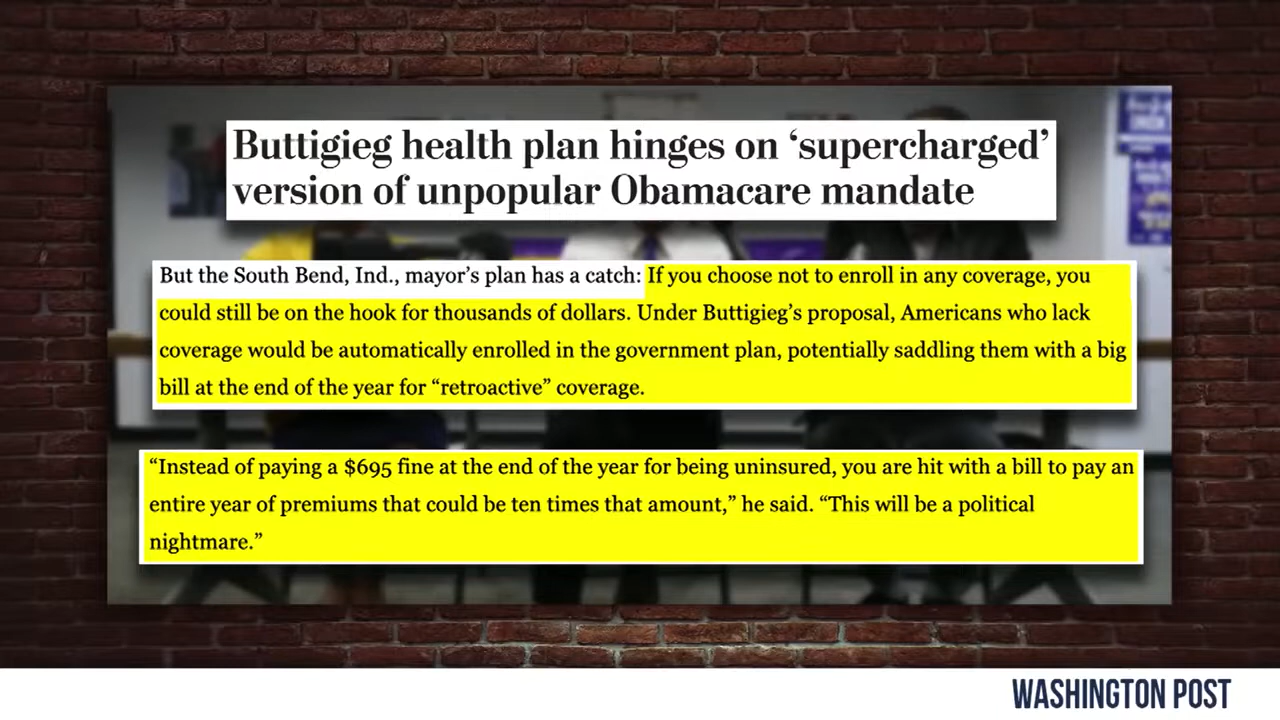 Buttigieg health plan hinges on ‘supercharged’
version of unpopular Obamacare mandate
But the South Bend, Ind., mayor’s plan has a catch: If you choose not to enroll in any coverage, you
could still be on the hook for thousands of dollars. Under Buttigieg’s proposal, Americans who lack
coverage would be automatically enrolled in the government plan, potentially saddling them with a big
bill at the end of the year for “retroactive” coverage.
“Instead of paying a $695 fine at the end of the year for being uninsured, you are hit with a bill to pay an
entire year of premiums that could be ten times that amount,” he said. “This will be a political
nightmare.”
WASHINGTON POST